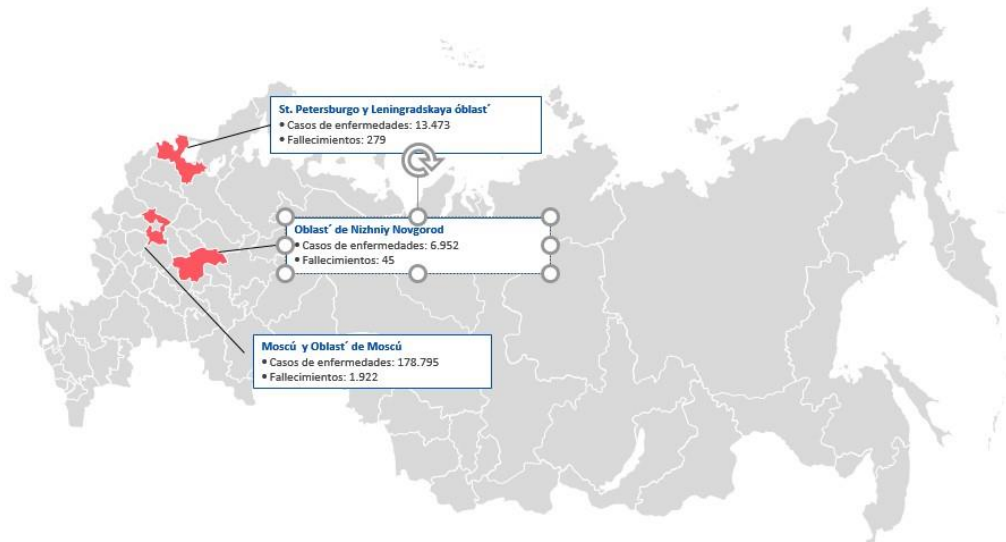 St. Petersburgo y Leningradskaya óblast´
• Casos de enfermedades: 13.473
• Fallecimientos: 279
Oblast´ de Nizhniy Novgorod
• Casos de enfermedades: 6.952
• Fallecimientos: 45
Moscú y Oblast´ de Moscú
• Casos de enfermedades: 178.795
• Fallecimientos: 1.922